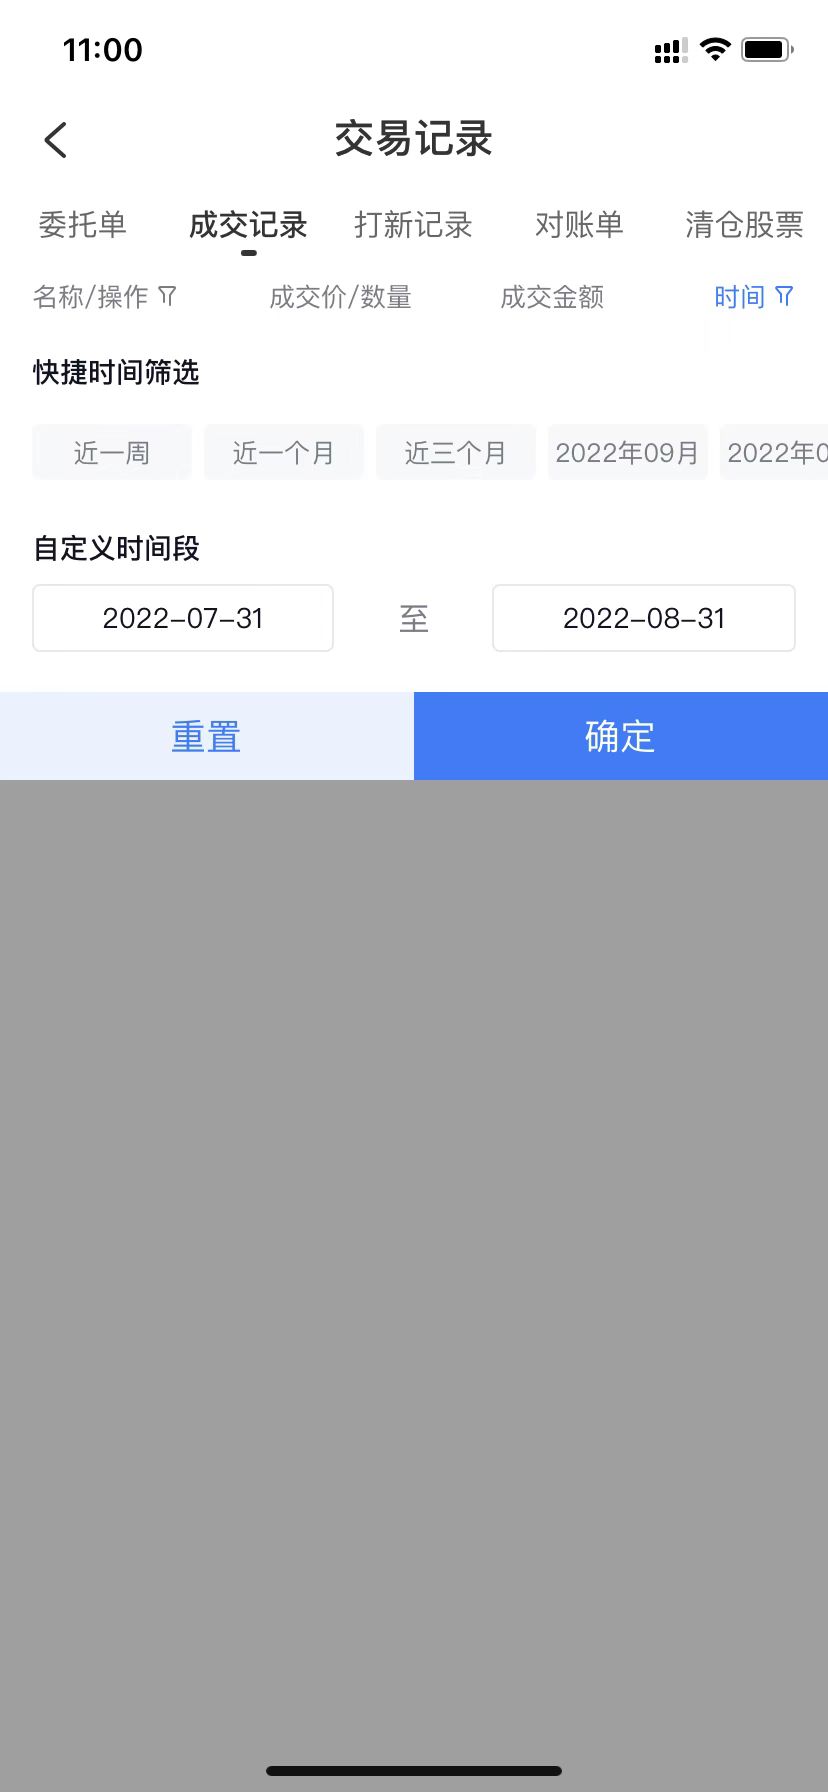 11:00
交易记录
委托单 成交记录 打新记录 对账单 清仓股票
名称/操作 成交价/数量 成交金额 时间
快捷时间筛选
近一周 近一个月 近三个月 2022年09月 2022年0
自定义时间段
2022-07-31 至 2022-08-31
重置 确定